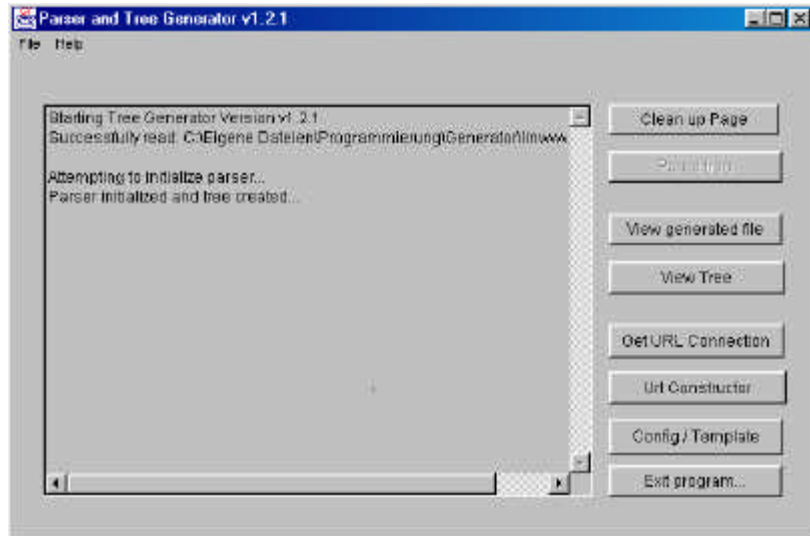 Parser and Tree Generator v1.2.1
File Help
Starting Tree Generator Version v1.2.1
Successfully read: C:\Eigene Dateien\Programmierung\Generator\
Attempting to initialize parser...
Parser initialized and tree created...
Clean up Page
View generated file
View Tree
Get URL Connection
Url Constructor
Config / Template
Exit program...